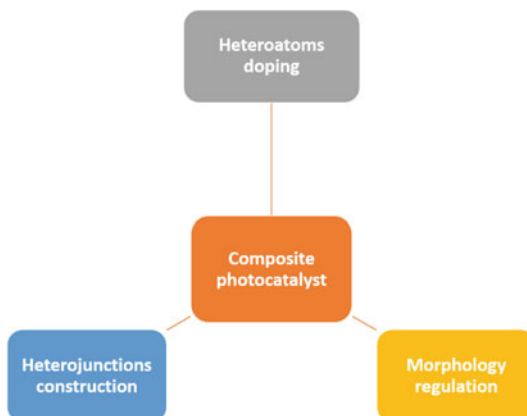 Heteroatoms
doping
Composite
photocatalyst
Heterojunctions
construction
Morphology
regulation